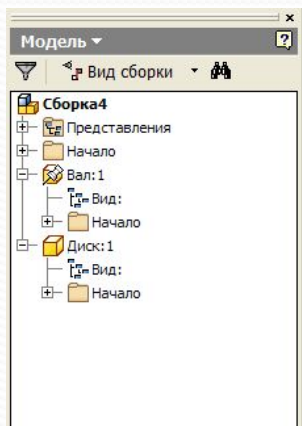 Модель
Вид сборки
Сборка4
Представления
Начало
Вал:1
Вид:
Начало
Диск:1
Вид:
Начало